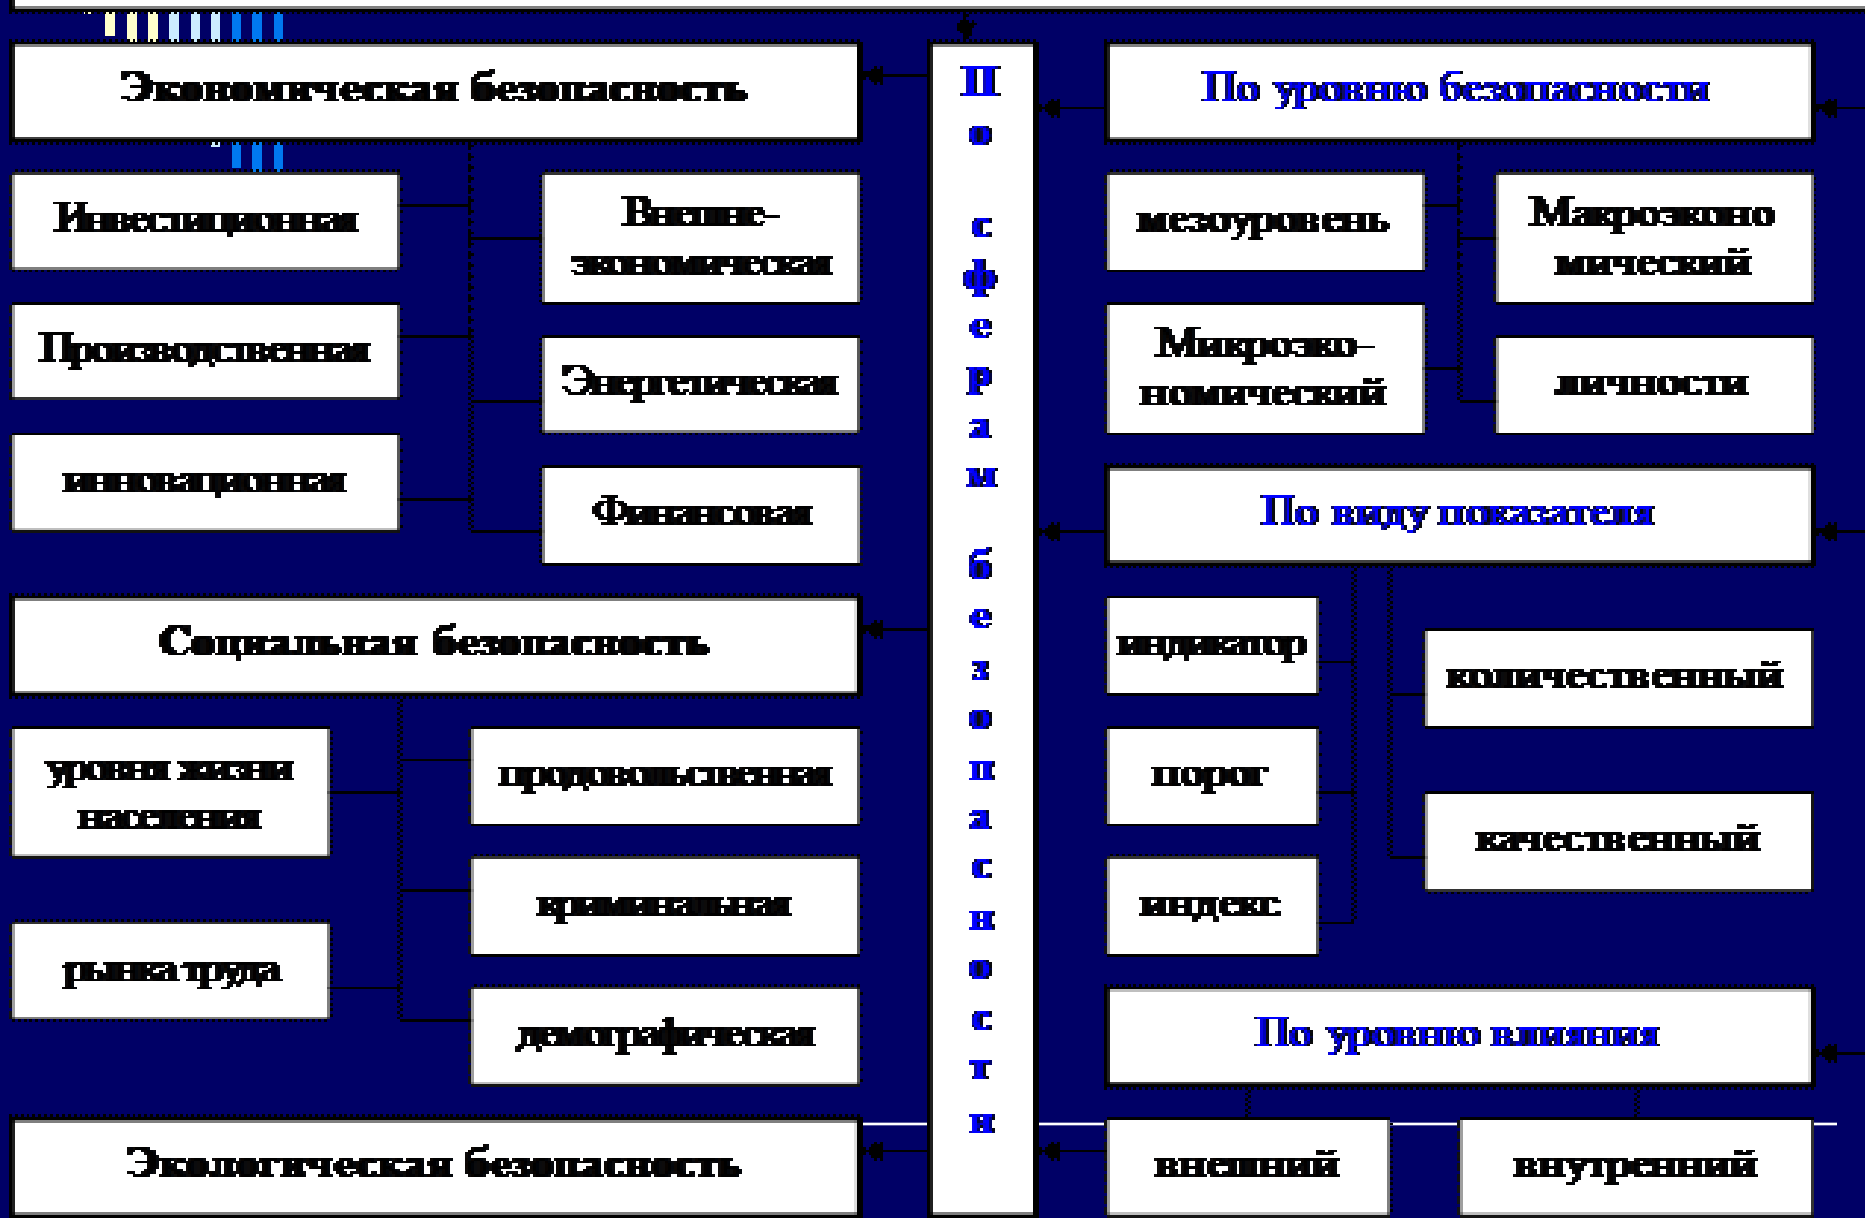 Экономическая безопасность
Инвестиционная
Внешне-
экономическая
Производственная
Энергетическая
инновационная
Финансовая
Социальная безопасность
уровня жизни
населения
продовольственная
криминальная
рынка труда
демографическая
Экологическая безопасность
По сферам безопасности
По уровню безопасности
мезоуровень
Макроэконо
мический
Микроэко-
номический
личности
По виду показателя
индикатор
количественный
порог
качественный
индекс
По уровню влияния
внешний
внутренний